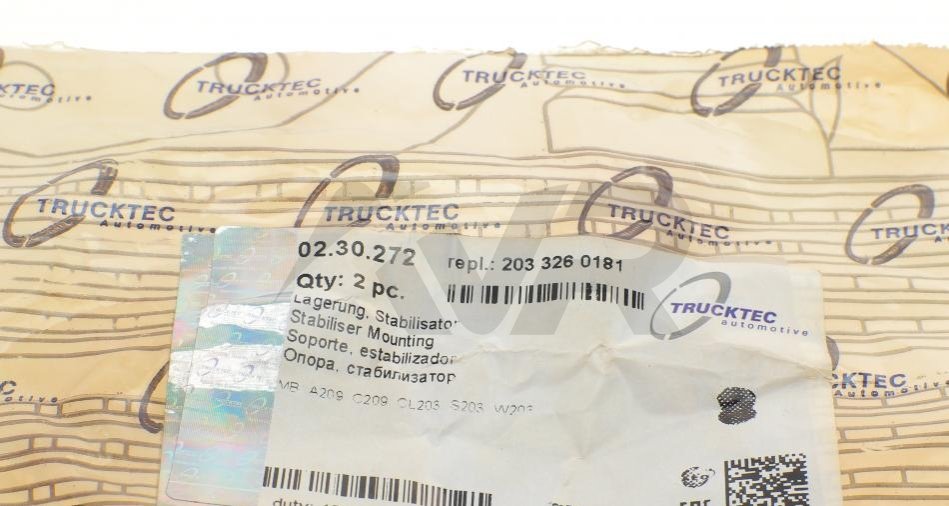 TRUCKTEC
Automotive
TRUCKTEC
Automotive
TRUCKTEC
Automotive
TRUCKTEC
Automotive
TRUCKTEC
Automotive
TRUCKTEC
Automotive
TRUCKTEC
TRUCKTEC
AVR
02.30.272 repl.: 203 326 0181
Qty: 2 pc.
Lagerung, Stabilisator
Stabiliser Mounting
Soporte, estabilizador
Опора, стабилизатор
MB A209 C209 CL203 S203 W203
TRUCKTEC
automotive